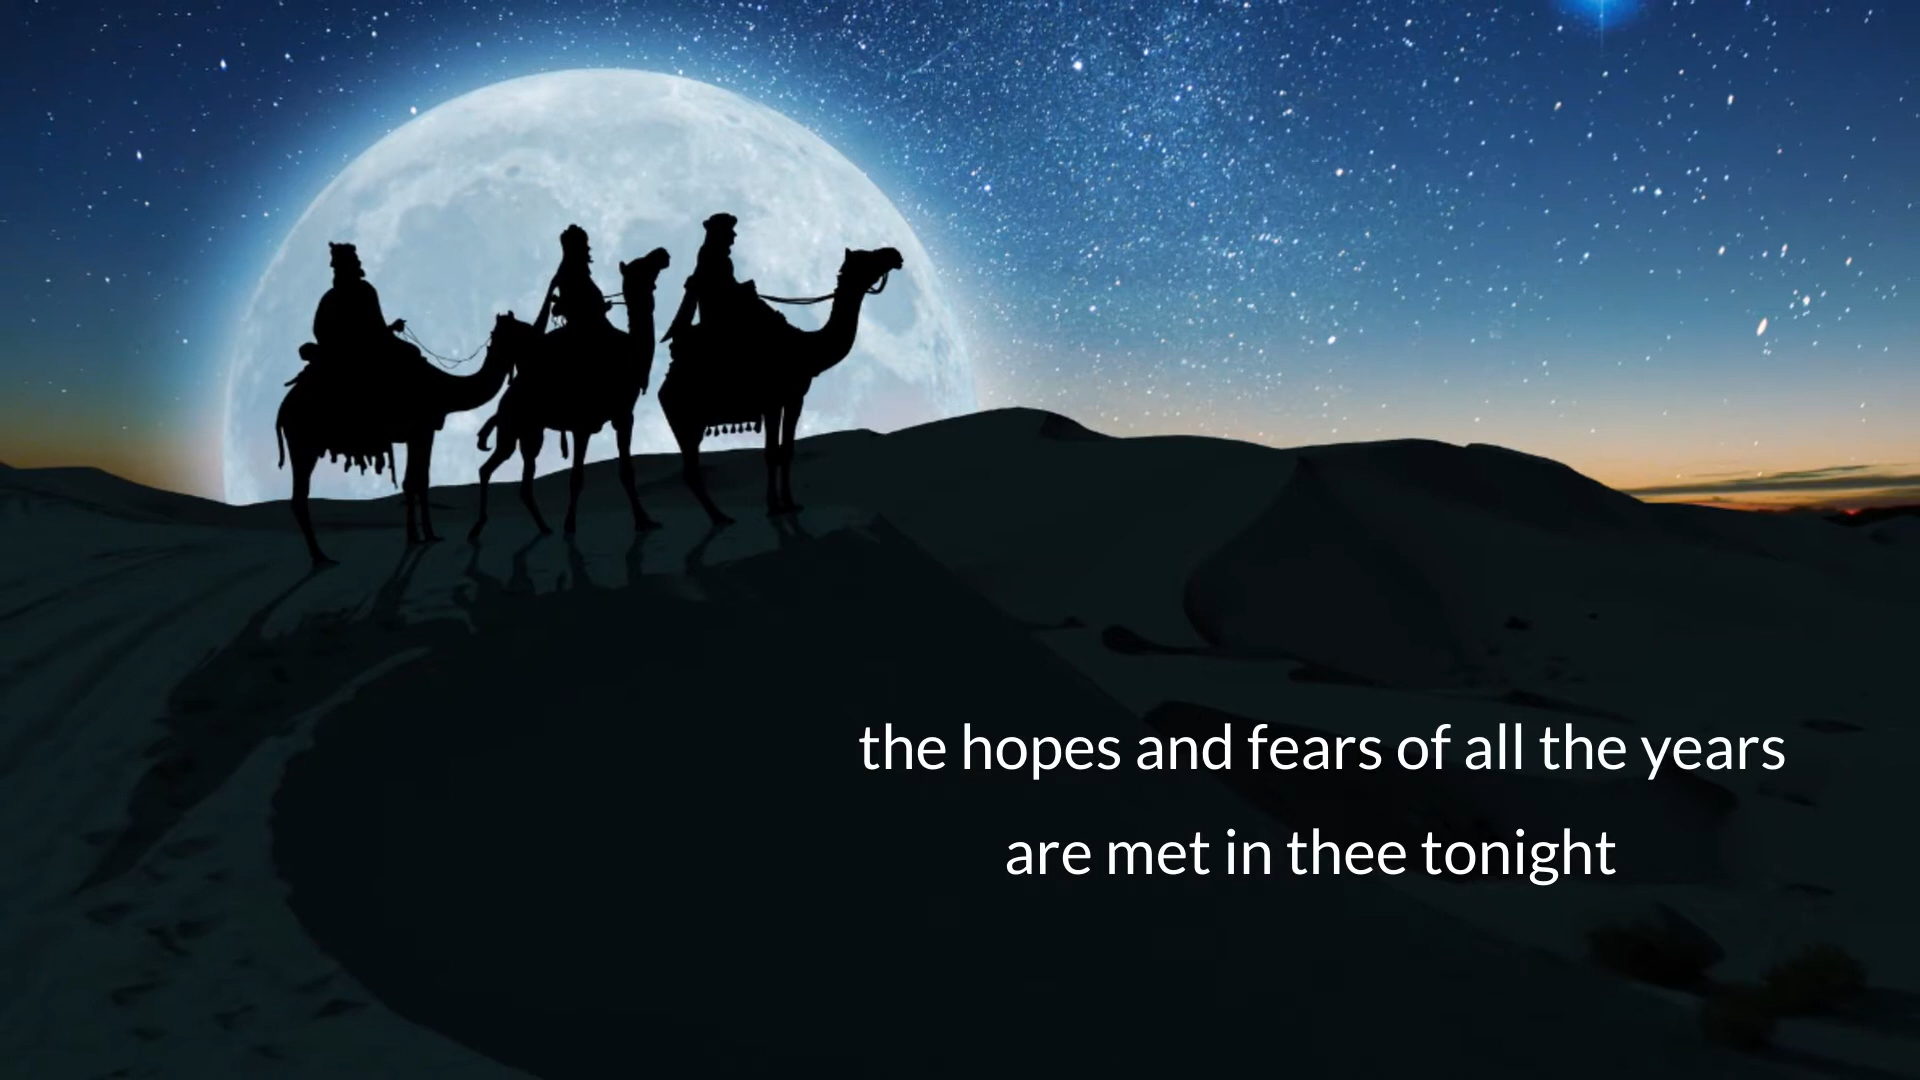 the hopes and fears of all the years
are met in thee tonight